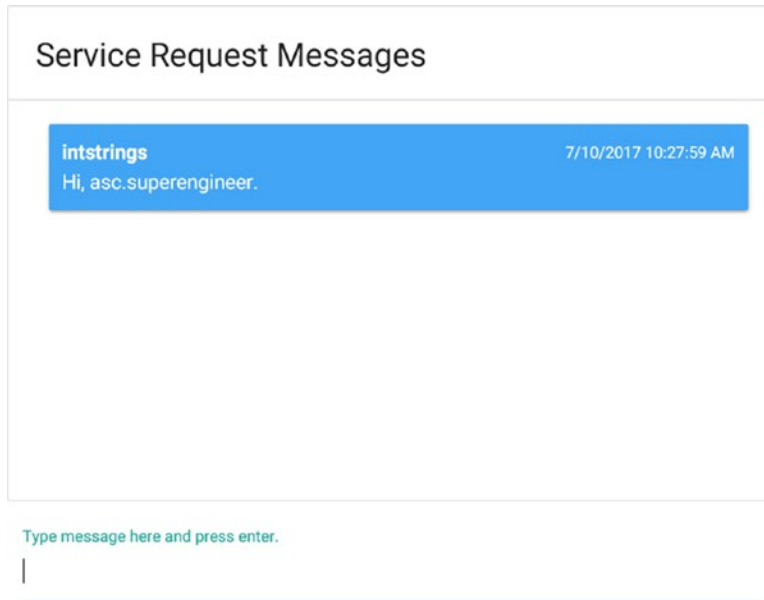 Service Request Messages
intstrings 7/10/2017 10:27:59 AM
Hi, asc.superengineer.
Type message here and press enter.